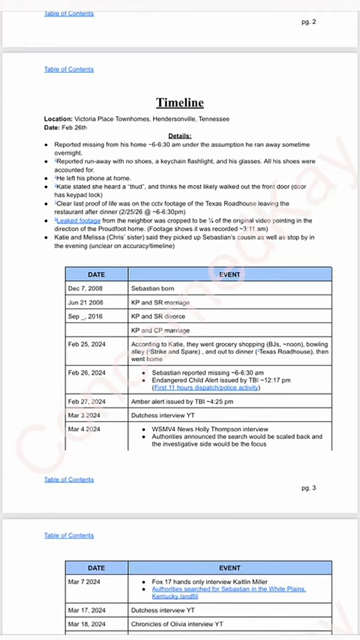 Table of Contents
pg. 2
Table of Contents
Timeline
Location: Victoria Place Townhomes, Hendersonville, Tennessee
Date: Feb 26th
Details:
• Reported missing from his home ~6-6:30 am under the assumption he ran away sometime
overnight.
• Reported run-away with no shoes, a keychain flashlight, and his glasses. All his shoes were
accounted for.
• He left his phone at home.
• Katie stated she heard a "thud", and thinks he most likely walked out the front door (door
has keypad lock)
• Clear last proof of life was on the cctv footage of the Texas Roadhouse leaving the
restaurant after dinner (2/25/26 @ ~6-6:30pm)
• Leaked footage from the neighbor was cropped to be ¼ of the original video pointing in the
direction of the Proudfoot home. (Footage shows it was recorded ~3:11 am)
• Katie and Melissa (Chris' sister) said they picked up Sebastian's cousin as well as stop by in
the evening (unclear on accuracy/timeline)
DATE EVENT
Dec 7, 2008 Sebastian born
Jun 21 2008 KP and SR marriage
Sep _, 2016 KP and SR divorce
KP and CP marriage
Feb 25, 2024 According to Katie, they went grocery shopping (BJs, ~noon), bowling
alley (Strike and Spare), and out to dinner (Texas Roadhouse), then
went home
Feb 26, 2024 • Sebastian reported missing ~6-6:30 am
• Endangered Child Alert issued by TBI ~12:17 pm
(First 11 hours dispatch/police activity)
Feb 27, 2024 Amber alert issued by TBI ~4:25 pm
Mar 3 2024 Dutchess interview YT
Mar 4 2024 • WSMV4 News Holly Thompson interview
• Authorities announced the search would be scaled back and
the investigative side would be the focus
Table of Contents
pg. 3
Table of Contents
DATE EVENT
Mar 7 2024 • Fox 17 hands only interview Kaitlin Miller
• Authorities searched for Sebastian in the White Plains,
Kentucky landfill
Mar 17, 2024 Dutchess interview YT
Mar 18, 2024 Chronicles of Olivia interview YT